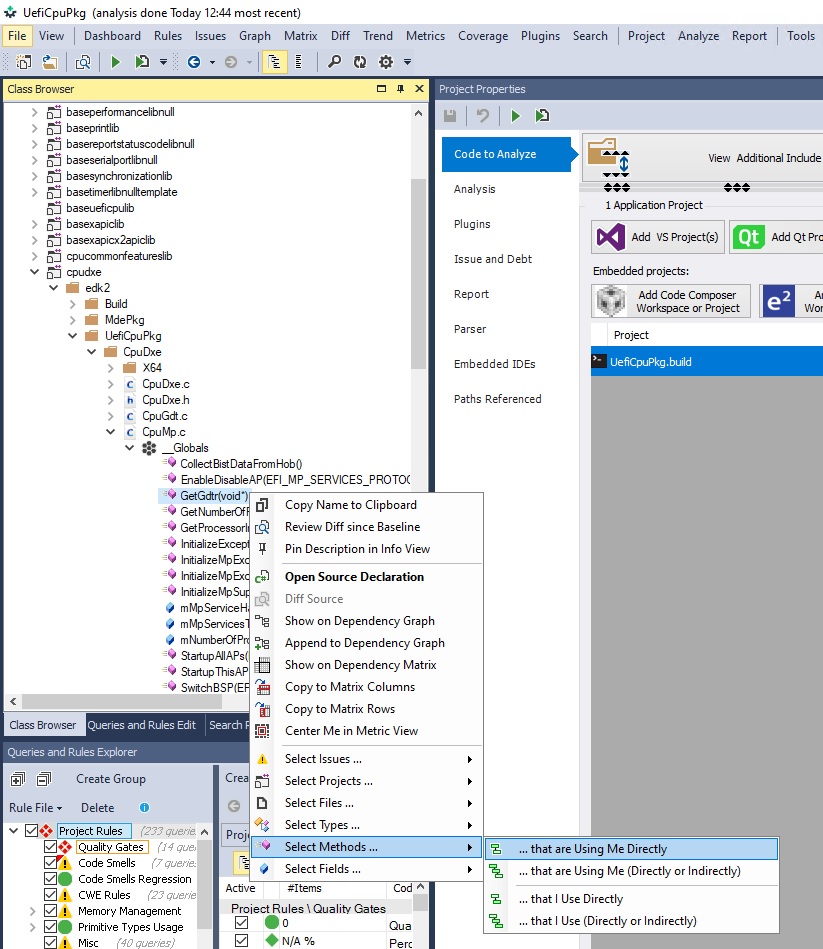 UefiCpuPkg (analysis done Today 12:44 most recent)
File View Dashboard Rules Issues Graph Matrix Diff Trend Metrics Coverage Plugins Search Project Analyze Report Tools
Class Browser
baseperformancelibnull
baseprintlib
basereportstatuscodelibnull
baseserialportlibnull
basesynchronizationlib
basetimerlibnulltemplate
baseueficpulib
basexapiclib
basexapicx2apiclib
cpucommonfeatureslib
cpudxe
edk2
Build
MdePkg
UefiCpuPkg
CpuDxe
X64
CpuDxe.c
CpuDxe.h
CpuGdt.c
CpuMp.c
__Globals
CollectBistDataFromHob()
EnableDisableAP(EFI_MP_SERVICES_PROTOC
GetGdtr(void*)
GetNumberOfF
GetProcessorIn
InitializeExcept
InitializeMpExc
InitializeMpExc
InitializeMpSup
mMpServiceHa
mMpServicesT
mNumberOfPro
StartupAllAPs(
StartupThisAP
SwitchBSP(EF
Class Browser Queries and Rules Edit Search R
Copy Name to Clipboard
Review Diff since Baseline
Pin Description in Info View
Open Source Declaration
Diff Source
Show on Dependency Graph
Append to Dependency Graph
Show on Dependency Matrix
Copy to Matrix Columns
Copy to Matrix Rows
Center Me in Metric View
Select Issues ...
Select Projects ...
Select Files ...
Select Types ...
Select Methods ...
Select Fields ...
... that are Using Me Directly
... that are Using Me (Directly or Indirectly)
... that I Use Directly
... that I Use (Directly or Indirectly)
Project Properties
Code to Analyze
Analysis
Plugins
Issue and Debt
Report
Parser
Embedded IDEs
Paths Referenced
View Additional Include
1 Application Project
Add VS Project(s)
Qt Add Qt Pro
Embedded projects:
Add Code Composer
Workspace or Project
e2
Wor
Project
UefiCpuPkg.build
Queries and Rules Explorer
Create Group
Rule File Delete
Project Rules (233 querie
Quality Gates (14 que
Code Smells (7 querie
Code Smells Regression
CWE Rules (23 querie
Memory Management
Primitive Types Usage
Misc (40 queries)
Crea
Proje
Active #Items Cod
Project Rules \ Quality Gates
0 Qua
N/A % Perc